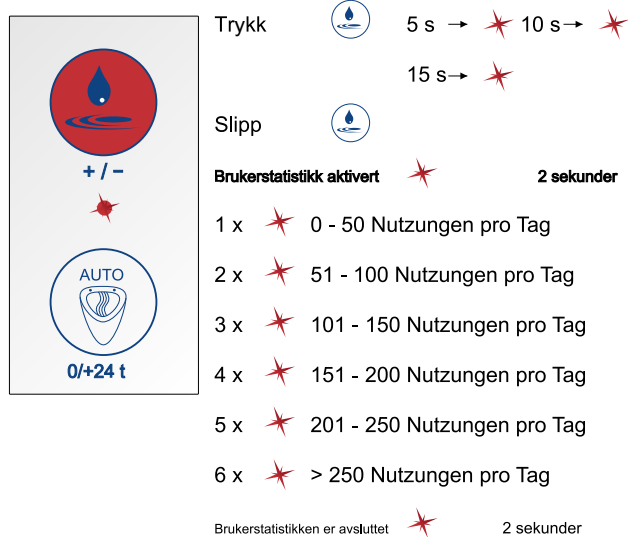 Trykk 5 s → 10 s →
15 s →
Slipp
+ / −
Brukerstatistikk aktivert 2 sekunder
1 x 0 - 50 Nutzungen pro Tag
2 x 51 - 100 Nutzungen pro Tag
AUTO
3 x 101 - 150 Nutzungen pro Tag
0/+24 t
4 x 151 - 200 Nutzungen pro Tag
5 x 201 - 250 Nutzungen pro Tag
6 x > 250 Nutzungen pro Tag
Brukerstatistikken er avsluttet 2 sekunder